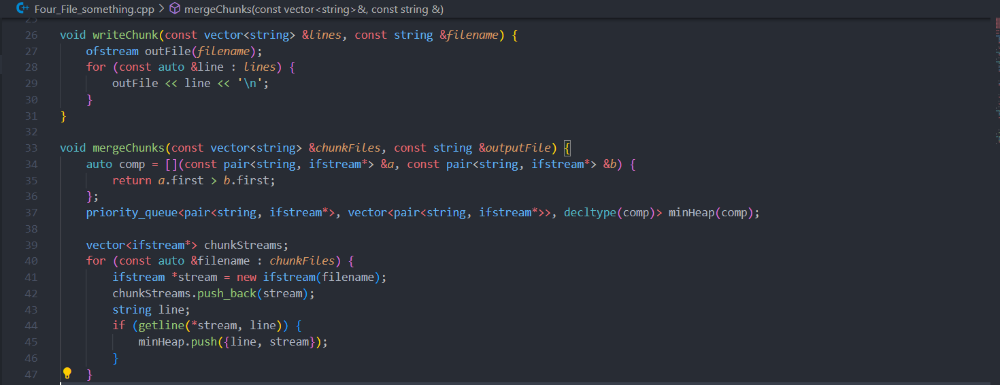 Four_File_something.cpp > mergeChunks(const vector<string>&, const string &)
25
26 void writeChunk(const vector<string> &lines, const string &filename) {
27     ofstream outFile(filename);
28     for (const auto &line : lines) {
29         outFile << line << '\n';
30     }
31 }
32
33 void mergeChunks(const vector<string> &chunkFiles, const string &outputFile) {
34     auto comp = [](const pair<string, ifstream*> &a, const pair<string, ifstream*> &b) {
35         return a.first > b.first;
36     };
37     priority_queue<pair<string, ifstream*>, vector<pair<string, ifstream*>>, decltype(comp)> minHeap(comp);
38
39     vector<ifstream*> chunkStreams;
40     for (const auto &filename : chunkFiles) {
41         ifstream *stream = new ifstream(filename);
42         chunkStreams.push_back(stream);
43         string line;
44         if (getline(*stream, line)) {
45             minHeap.push({line, stream});
46         }
47     }